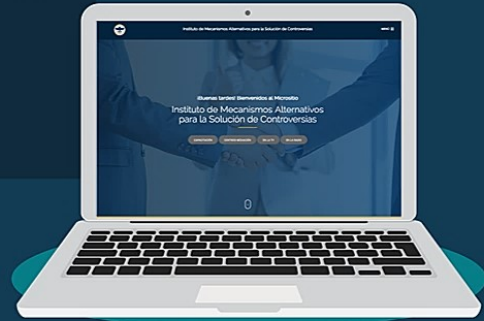 Instituto de Mecanismos Alternativos para la Solución de Controversias
¡Buenas tardes! Bienvenidos al Micrositio
Instituto de Mecanismos Alternativos
para la Solución de Controversias